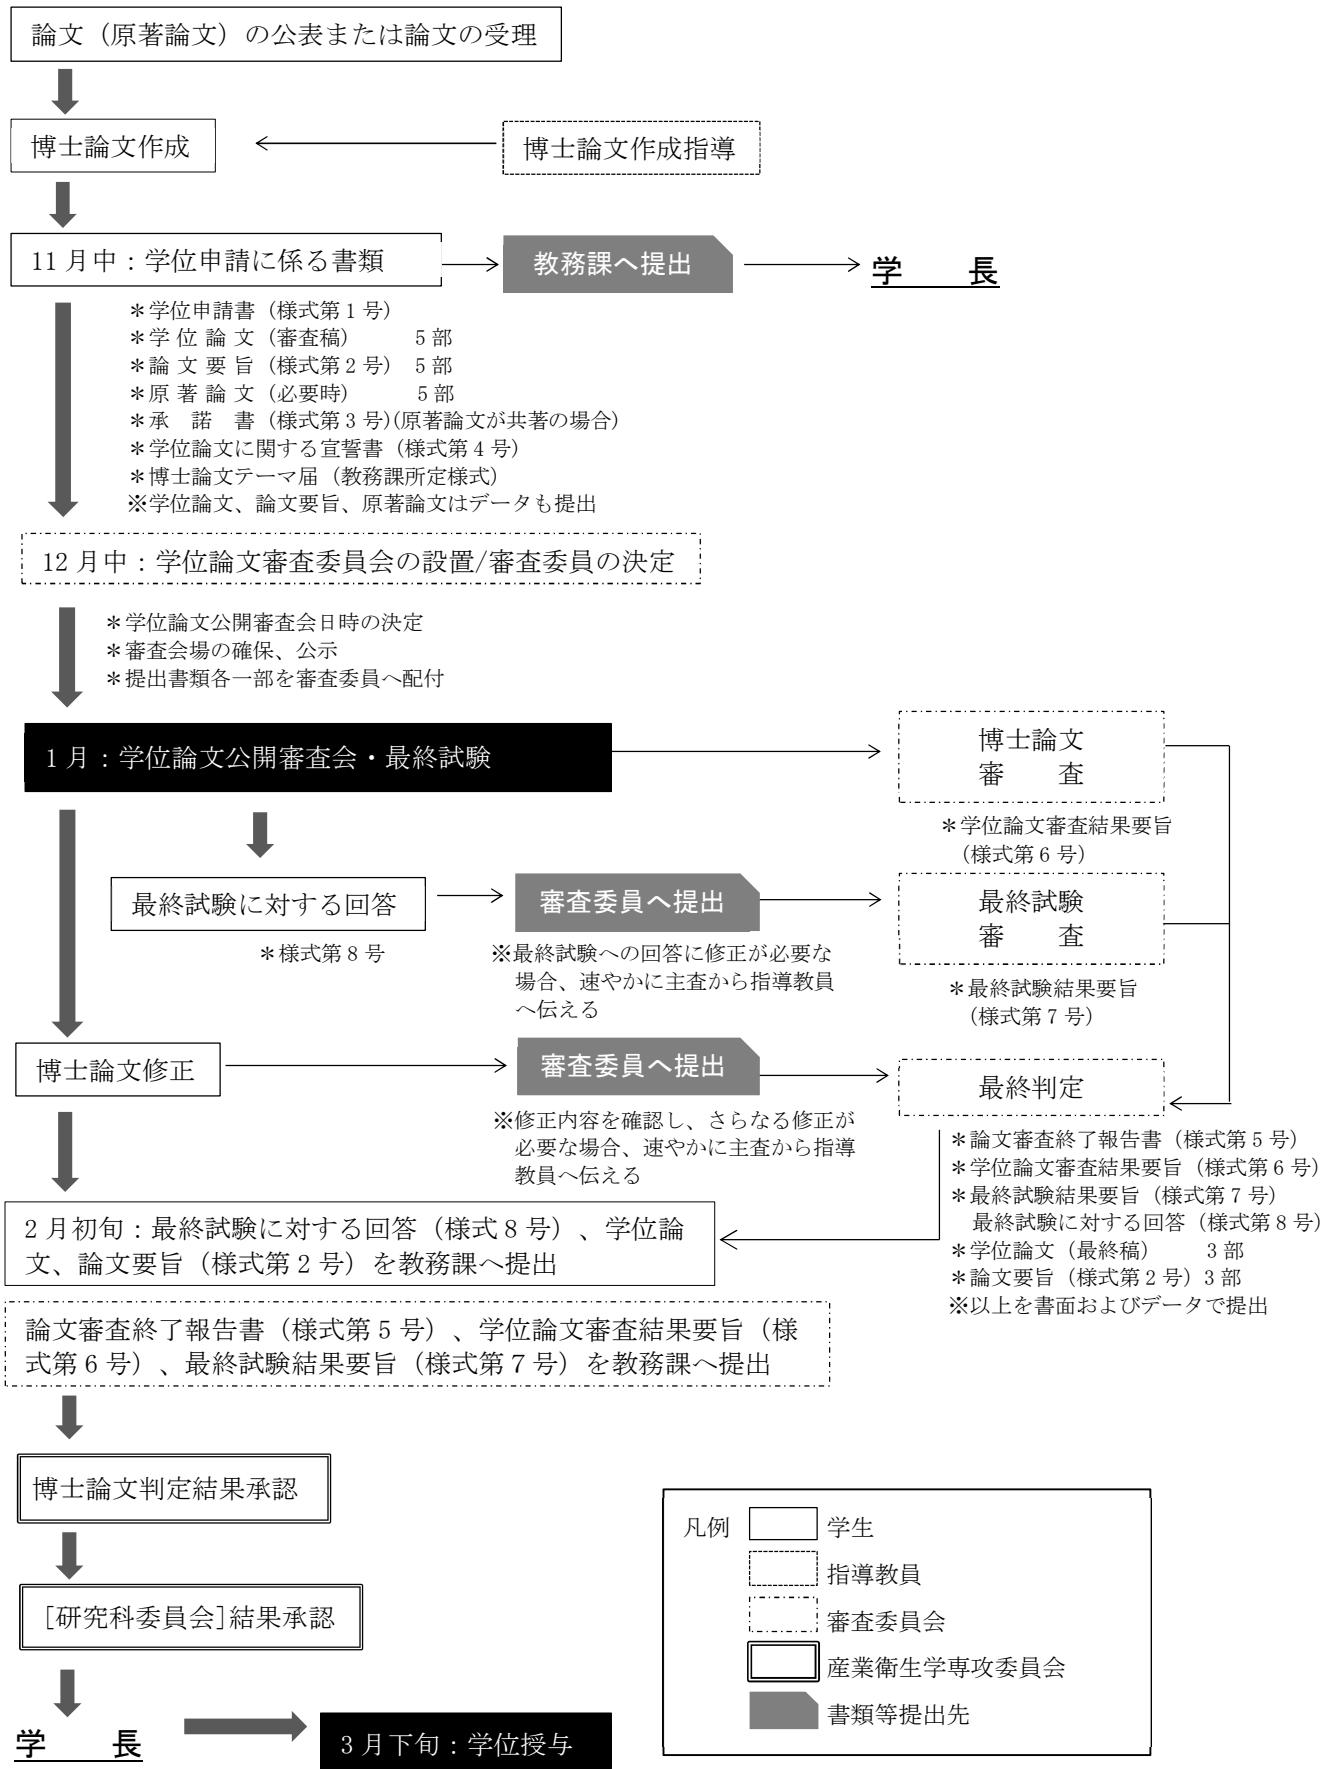 論文（原著論文）の公表または論文の受理
博士論文作成
博士論文作成指導
11月中：学位申請に係る書類
教務課へ提出
学　　長
＊学位申請書（様式第1号）
＊学 位 論 文（審査稿）　　5部
＊論 文 要 旨（様式第2号）　5部
＊原 著 論 文（必要時）　　5部
＊承　諾　書（様式第3号）(原著論文が共著の場合)
＊学位論文に関する宣誓書（様式第4号）
＊博士論文テーマ届（教務課所定様式）
※学位論文、論文要旨、原著論文はデータも提出
12月中：学位論文審査委員会の設置/審査委員の決定
＊学位論文公開審査会日時の決定
＊審査会場の確保、公示
＊提出書類各一部を審査委員へ配付
1月：学位論文公開審査会・最終試験
博士論文
審　　査
＊学位論文審査結果要旨
（様式第6号）
最終試験に対する回答
＊様式第8号
審査委員へ提出
※最終試験への回答に修正が必要な
場合、速やかに主査から指導教員
へ伝える
最終試験
審　　査
＊最終試験結果要旨
（様式第7号）
博士論文修正
審査委員へ提出
※修正内容を確認し、さらなる修正が
必要な場合、速やかに主査から指導
教員へ伝える
最終判定
＊論文審査終了報告書（様式第5号）
＊学位論文審査結果要旨（様式第6号）
＊最終試験結果要旨（様式第7号）
最終試験に対する回答（様式第8号）
＊学位論文（最終稿）　　3部
＊論文要旨（様式第2号）3部
※以上を書面およびデータで提出
2月初旬：最終試験に対する回答（様式8号）、学位論
文、論文要旨（様式第2号）を教務課へ提出
論文審査終了報告書（様式第5号）、学位論文審査結果要旨（様
式第6号）、最終試験結果要旨（様式第7号）を教務課へ提出
博士論文判定結果承認
[研究科委員会]結果承認
学　　長
3月下旬：学位授与
凡例　学生
指導教員
審査委員会
産業衛生学専攻委員会
書類等提出先